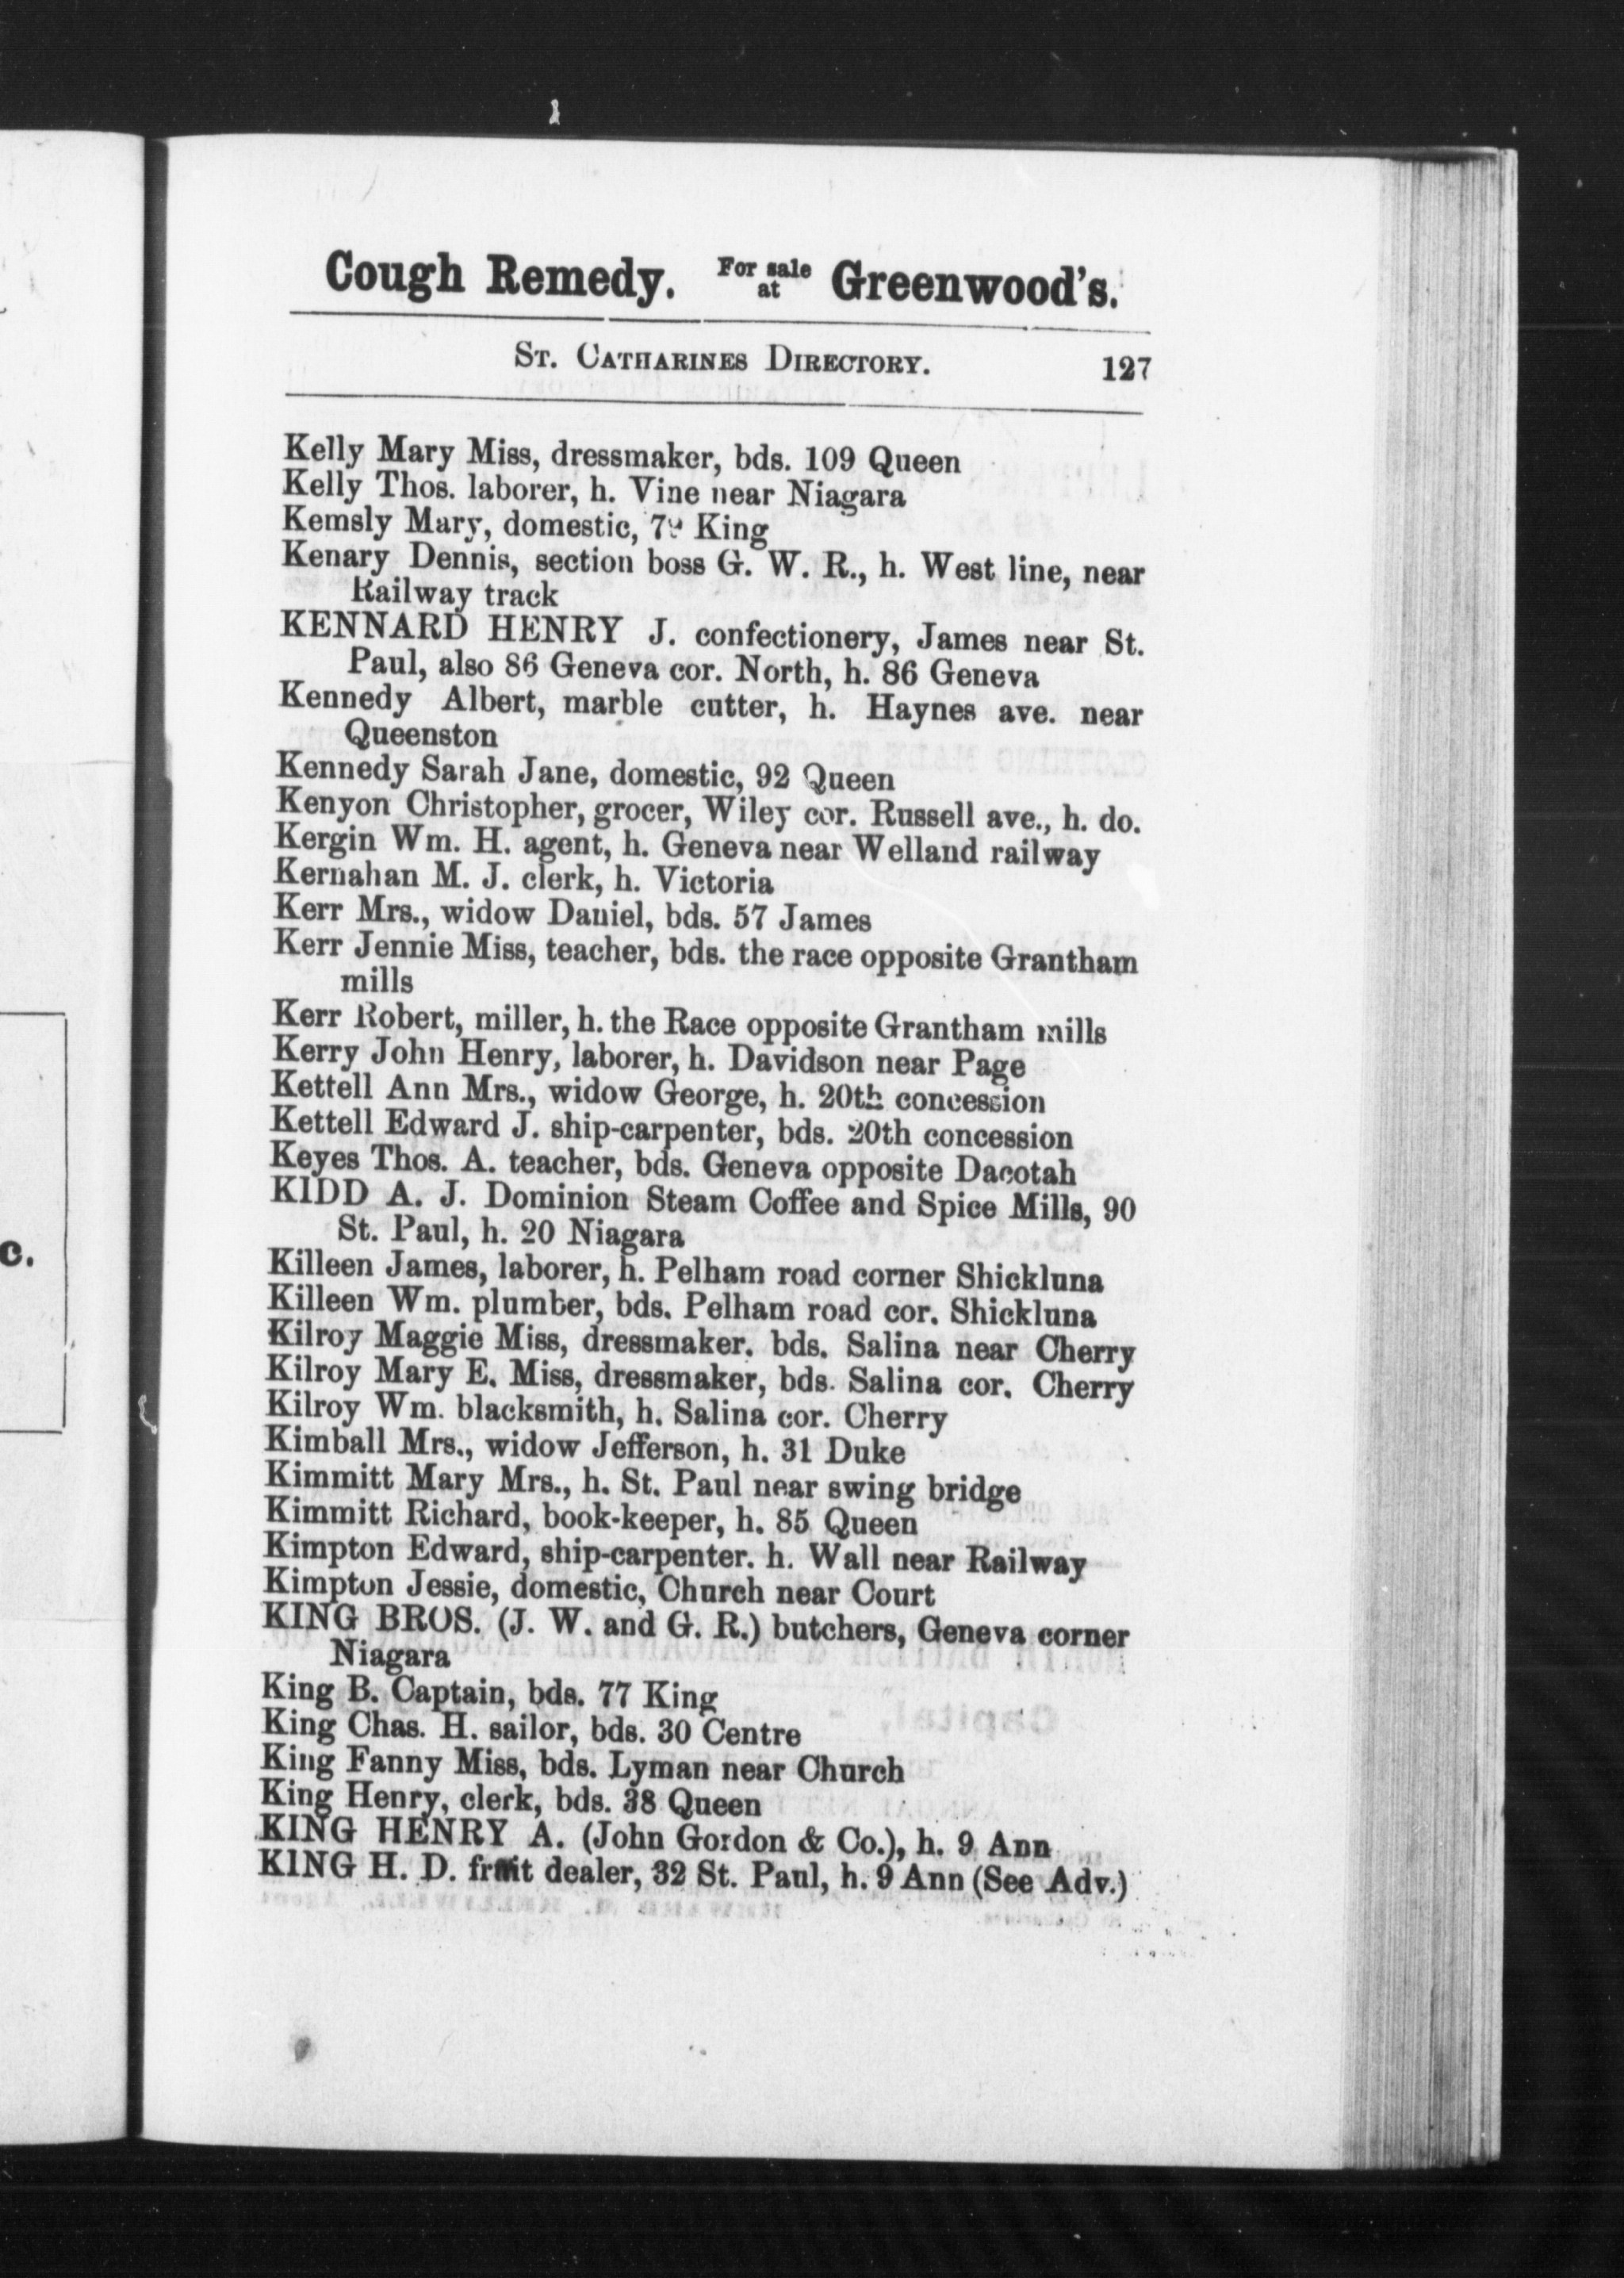 Cough Remedy. For sale at Greenwood's.
St. Catharines Directory. 127
Kelly Mary Miss, dressmaker, bds. 109 Queen
Kelly Thos. laborer, h. Vine near Niagara
Kemsly Mary, domestic, King
Kenary Dennis, section boss G. W. R., h. West line, near
Railway track
KENNARD HENRY J. confectionery, James near St.
Paul, also 86 Geneva cor. North, h. 86 Geneva
Kennedy Albert, marble cutter, h. Haynes ave. near
Queenston
Kennedy Sarah Jane, domestic, 92 Queen
Kenyon Christopher, grocer, Wiley cor. Russell ave., h. do.
Kergin Wm. H. agent, h. Geneva near Welland railway
Kernahan M. J. clerk, h. Victoria
Kerr Mrs., widow Daniel, bds. 57 James
Kerr Jennie Miss, teacher, bds. the race opposite Grantham
mills
Kerr Robert, miller, h. the Race opposite Grantham mills
Kerry John Henry, laborer, h. Davidson near Page
Kettell Ann Mrs., widow George, h. 20th concession
Kettell Edward J. ship-carpenter, bds. 20th concession
Keyes Thos. A. teacher, bds. Geneva opposite Dacotah
KIDD A. J. Dominion Steam Coffee and Spice Mills, 90
St. Paul, h. 20 Niagara
Killeen James, laborer, h. Pelham road corner Shickluna
Killeen Wm. plumber, bds. Pelham road cor. Shickluna
Kilroy Maggie Miss, dressmaker. bds. Salina near Cherry
Kilroy Mary E. Miss, dressmaker, bds. Salina cor. Cherry
Kilroy Wm. blacksmith, h. Salina cor. Cherry
Kimball Mrs., widow Jefferson, h. 31 Duke
Kimmitt Mary Mrs., h. St. Paul near swing bridge
Kimmitt Richard, book-keeper, h. 85 Queen
Kimpton Edward, ship-carpenter. h. Wall near Railway
Kimpton Jessie, domestic, Church near Court
KING BROS. (J. W. and G. R.) butchers, Geneva corner
Niagara
King B. Captain, bds. 77 King
King Chas. H. sailor, bds. 30 Centre
King Fanny Miss, bds. Lyman near Church
King Henry, clerk, bds. 38 Queen
KING HENRY A. (John Gordon & Co.), h. 9 Ann
KING H. D. fruit dealer, 32 St. Paul, h. 9 Ann (See Adv.)
c.